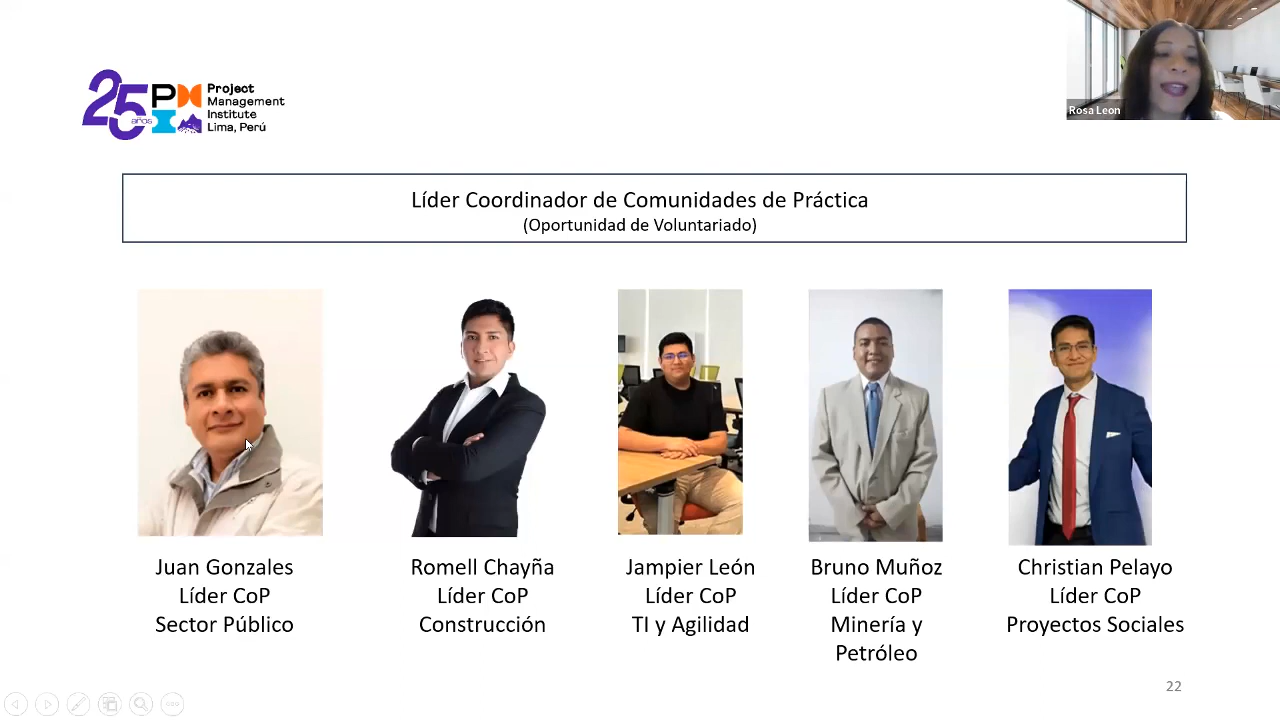 25 años
PMI
Project
Management
Institute
Lima, Perú
Rosa Leon
Líder Coordinador de Comunidades de Práctica
(Oportunidad de Voluntariado)
Juan Gonzales
Líder CoP
Sector Público
Romell Chayña
Líder CoP
Construcción
Jampier León
Líder CoP
TI y Agilidad
Bruno Muñoz
Líder CoP
Minería y
Petróleo
Christian Pelayo
Líder CoP
Proyectos Sociales
22